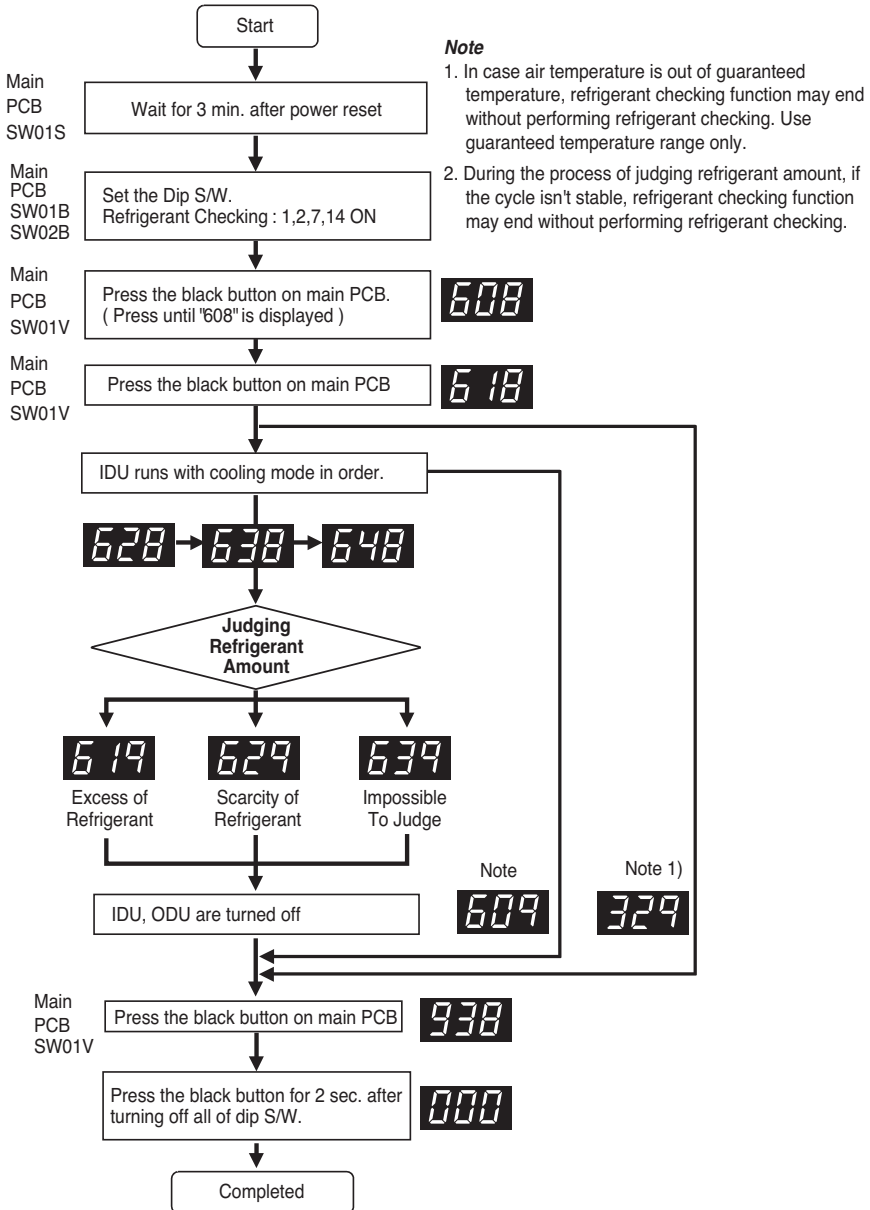 Start
Note
1. In case air temperature is out of guaranteed
temperature, refrigerant checking function may end
without performing refrigerant checking. Use
guaranteed temperature range only.
2. During the process of judging refrigerant amount, if
the cycle isn't stable, refrigerant checking function
may end without performing refrigerant checking.
Main
PCB
SW01S
Wait for 3 min. after power reset
Main
PCB
SW01B
SW02B
Set the Dip S/W.
Refrigerant Checking : 1,2,7,14 ON
Main
PCB
SW01V
Press the black button on main PCB.
( Press until "608" is displayed )
608
Main
PCB
SW01V
Press the black button on main PCB
618
IDU runs with cooling mode in order.
628
638
648
Judging
Refrigerant
Amount
619
629
639
Excess of
Refrigerant
Scarcity of
Refrigerant
Impossible
To Judge
Note
609
Note 1)
329
IDU, ODU are turned off
Main
PCB
SW01V
Press the black button on main PCB
938
Press the black button for 2 sec. after
turning off all of dip S/W.
000
Completed